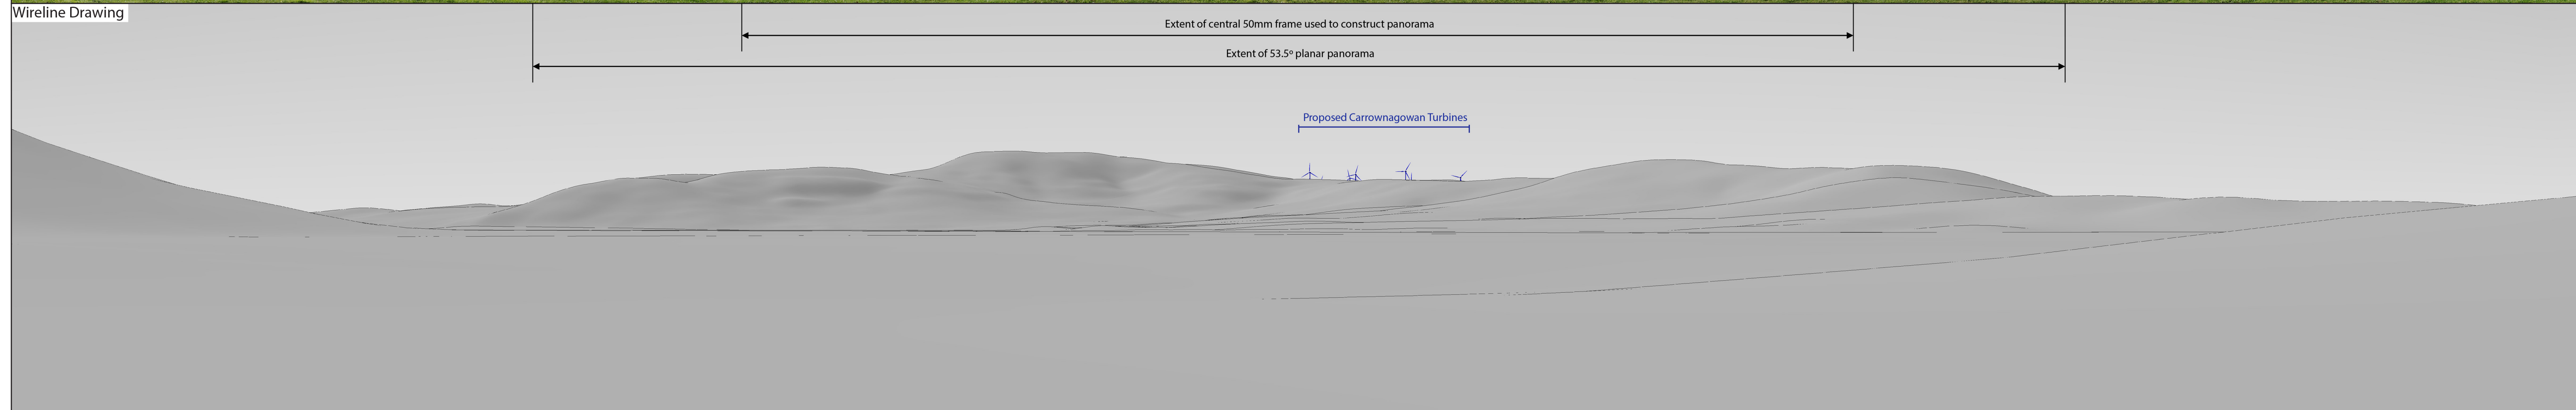 Wireline Drawing
Extent of central 50mm frame used to construct panorama
Extent of 53.5º planar panorama
Proposed Carrownagowan Turbines